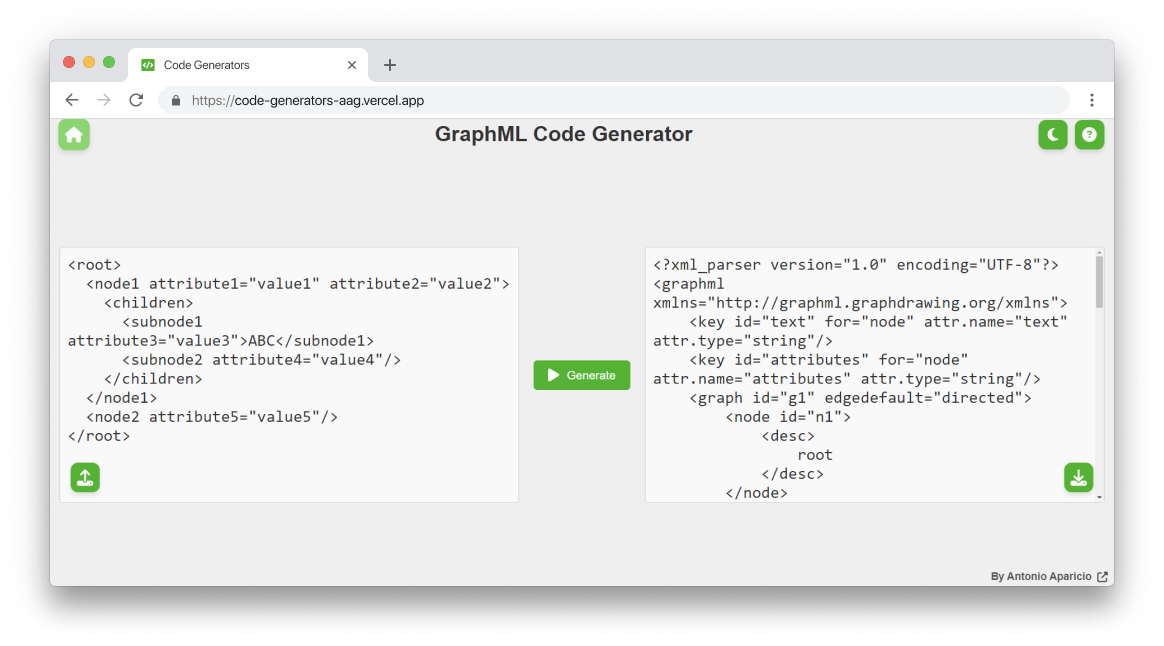 Code Generators
https://code-generators-aag.vercel.app
GraphML Code Generator
<root>
  <node1 attribute1="value1" attribute2="value2">
    <children>
      <subnode1
attribute3="value3">ABC</subnode1>
      <subnode2 attribute4="value4"/>
    </children>
  </node1>
  <node2 attribute5="value5"/>
</root>
Generate
<?xml_parser version="1.0" encoding="UTF-8"?>
<graphml
xmlns="http://graphml.graphdrawing.org/xmlns">
    <key id="text" for="node" attr.name="text"
attr.type="string"/>
    <key id="attributes" for="node"
attr.name="attributes" attr.type="string"/>
    <graph id="g1" edgedefault="directed">
        <node id="n1">
            <desc>
                root
            </desc>
        </node>
By Antonio Aparicio